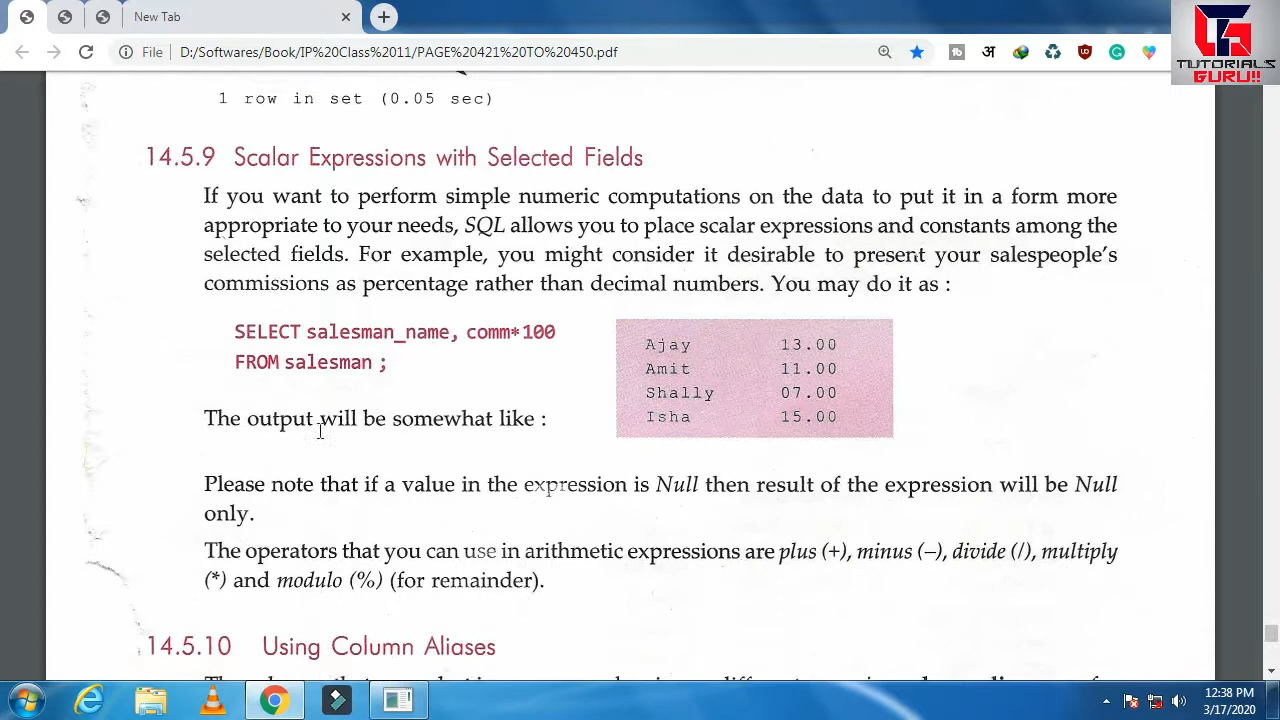 New Tab
File
D:/Softwares/Book/IP%20Class%2011/PAGE%20421%20TO%20450.pdf
अ
TUTORIALS
GURU!!
1 row in set (0.05 sec)
14.5.9 Scalar Expressions with Selected Fields
If you want to perform simple numeric computations on the data to put it in a form more
appropriate to your needs, SQL allows you to place scalar expressions and constants among the
selected fields. For example, you might consider it desirable to present your salespeople's
commissions as percentage rather than decimal numbers. You may do it as :
SELECT salesman_name, comm*100
FROM salesman ;
Ajay 13.00
Amit 11.00
Shally 07.00
Isha 15.00
The output will be somewhat like :
Please note that if a value in the expression is Null then result of the expression will be Null
only.
The operators that you can use in arithmetic expressions are plus (+), minus (–), divide (/), multiply
(*) and modulo (%) (for remainder).
14.5.10 Using Column Aliases
12:38 PM
3/17/2020